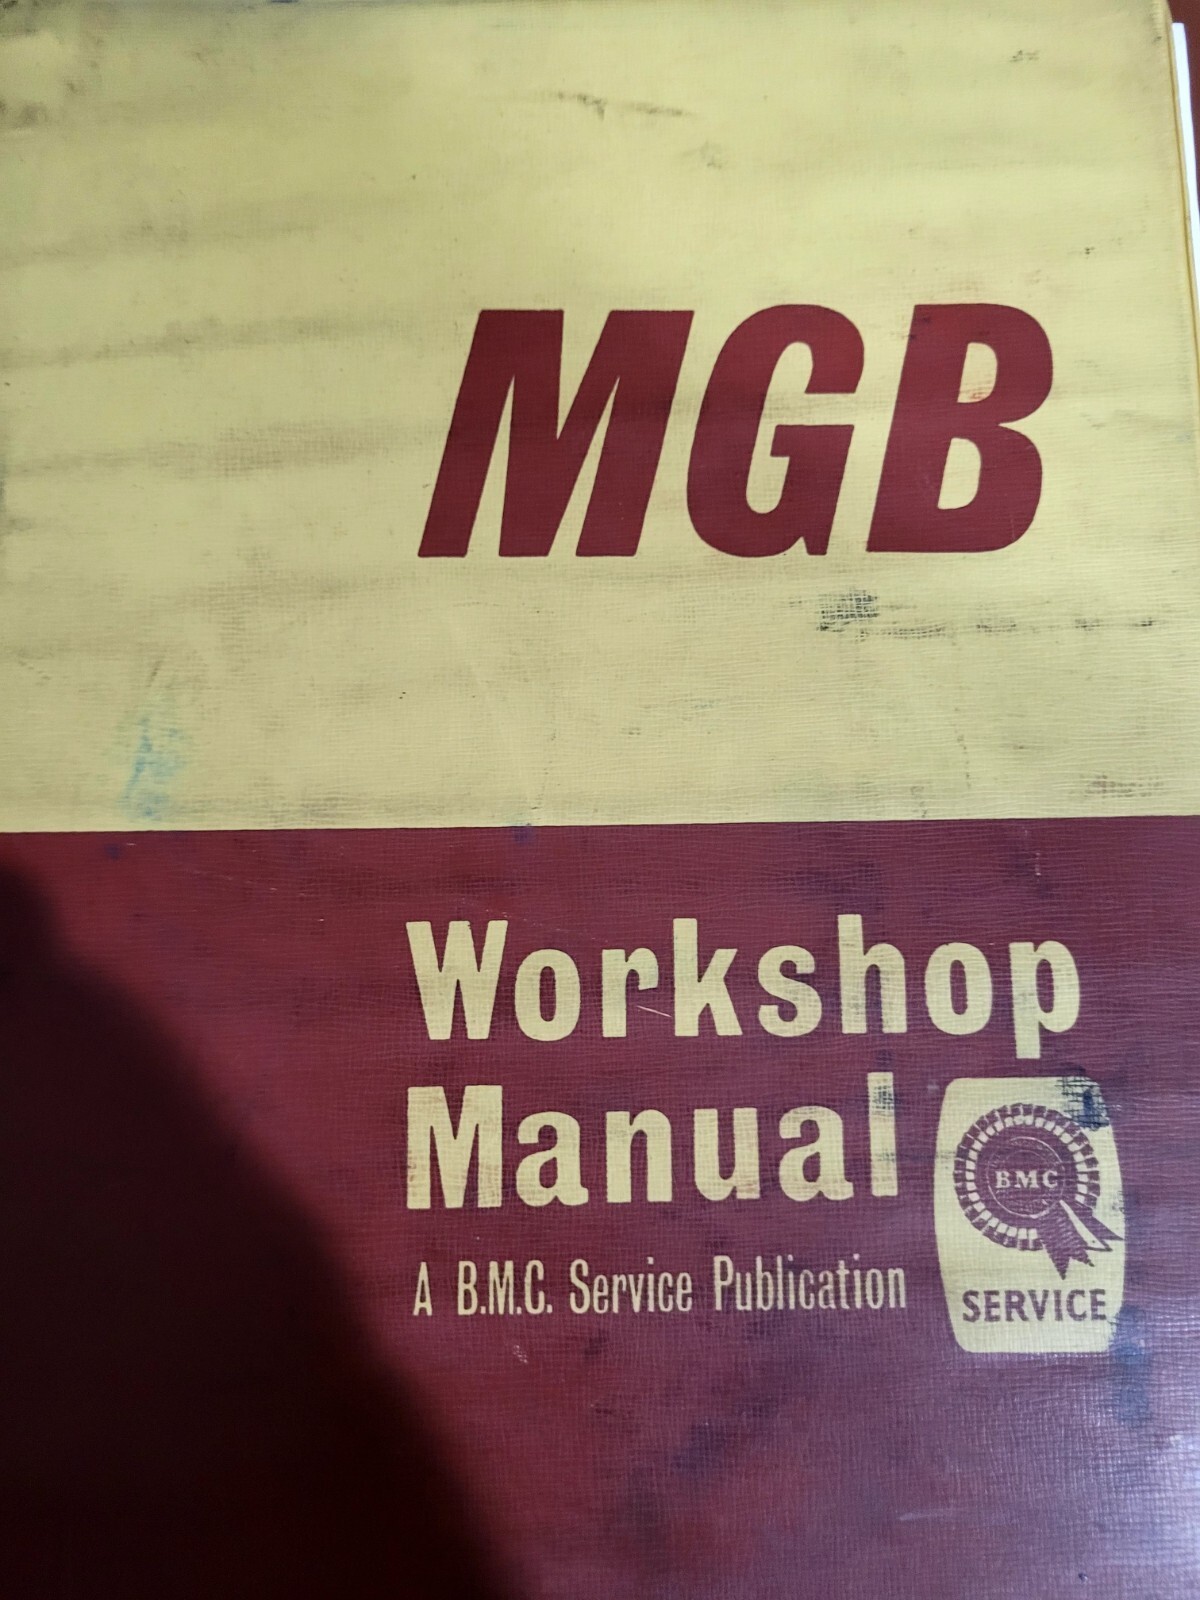 MGB
Workshop
Manual
A B.M.C. Service Publication
BMC
SERVICE